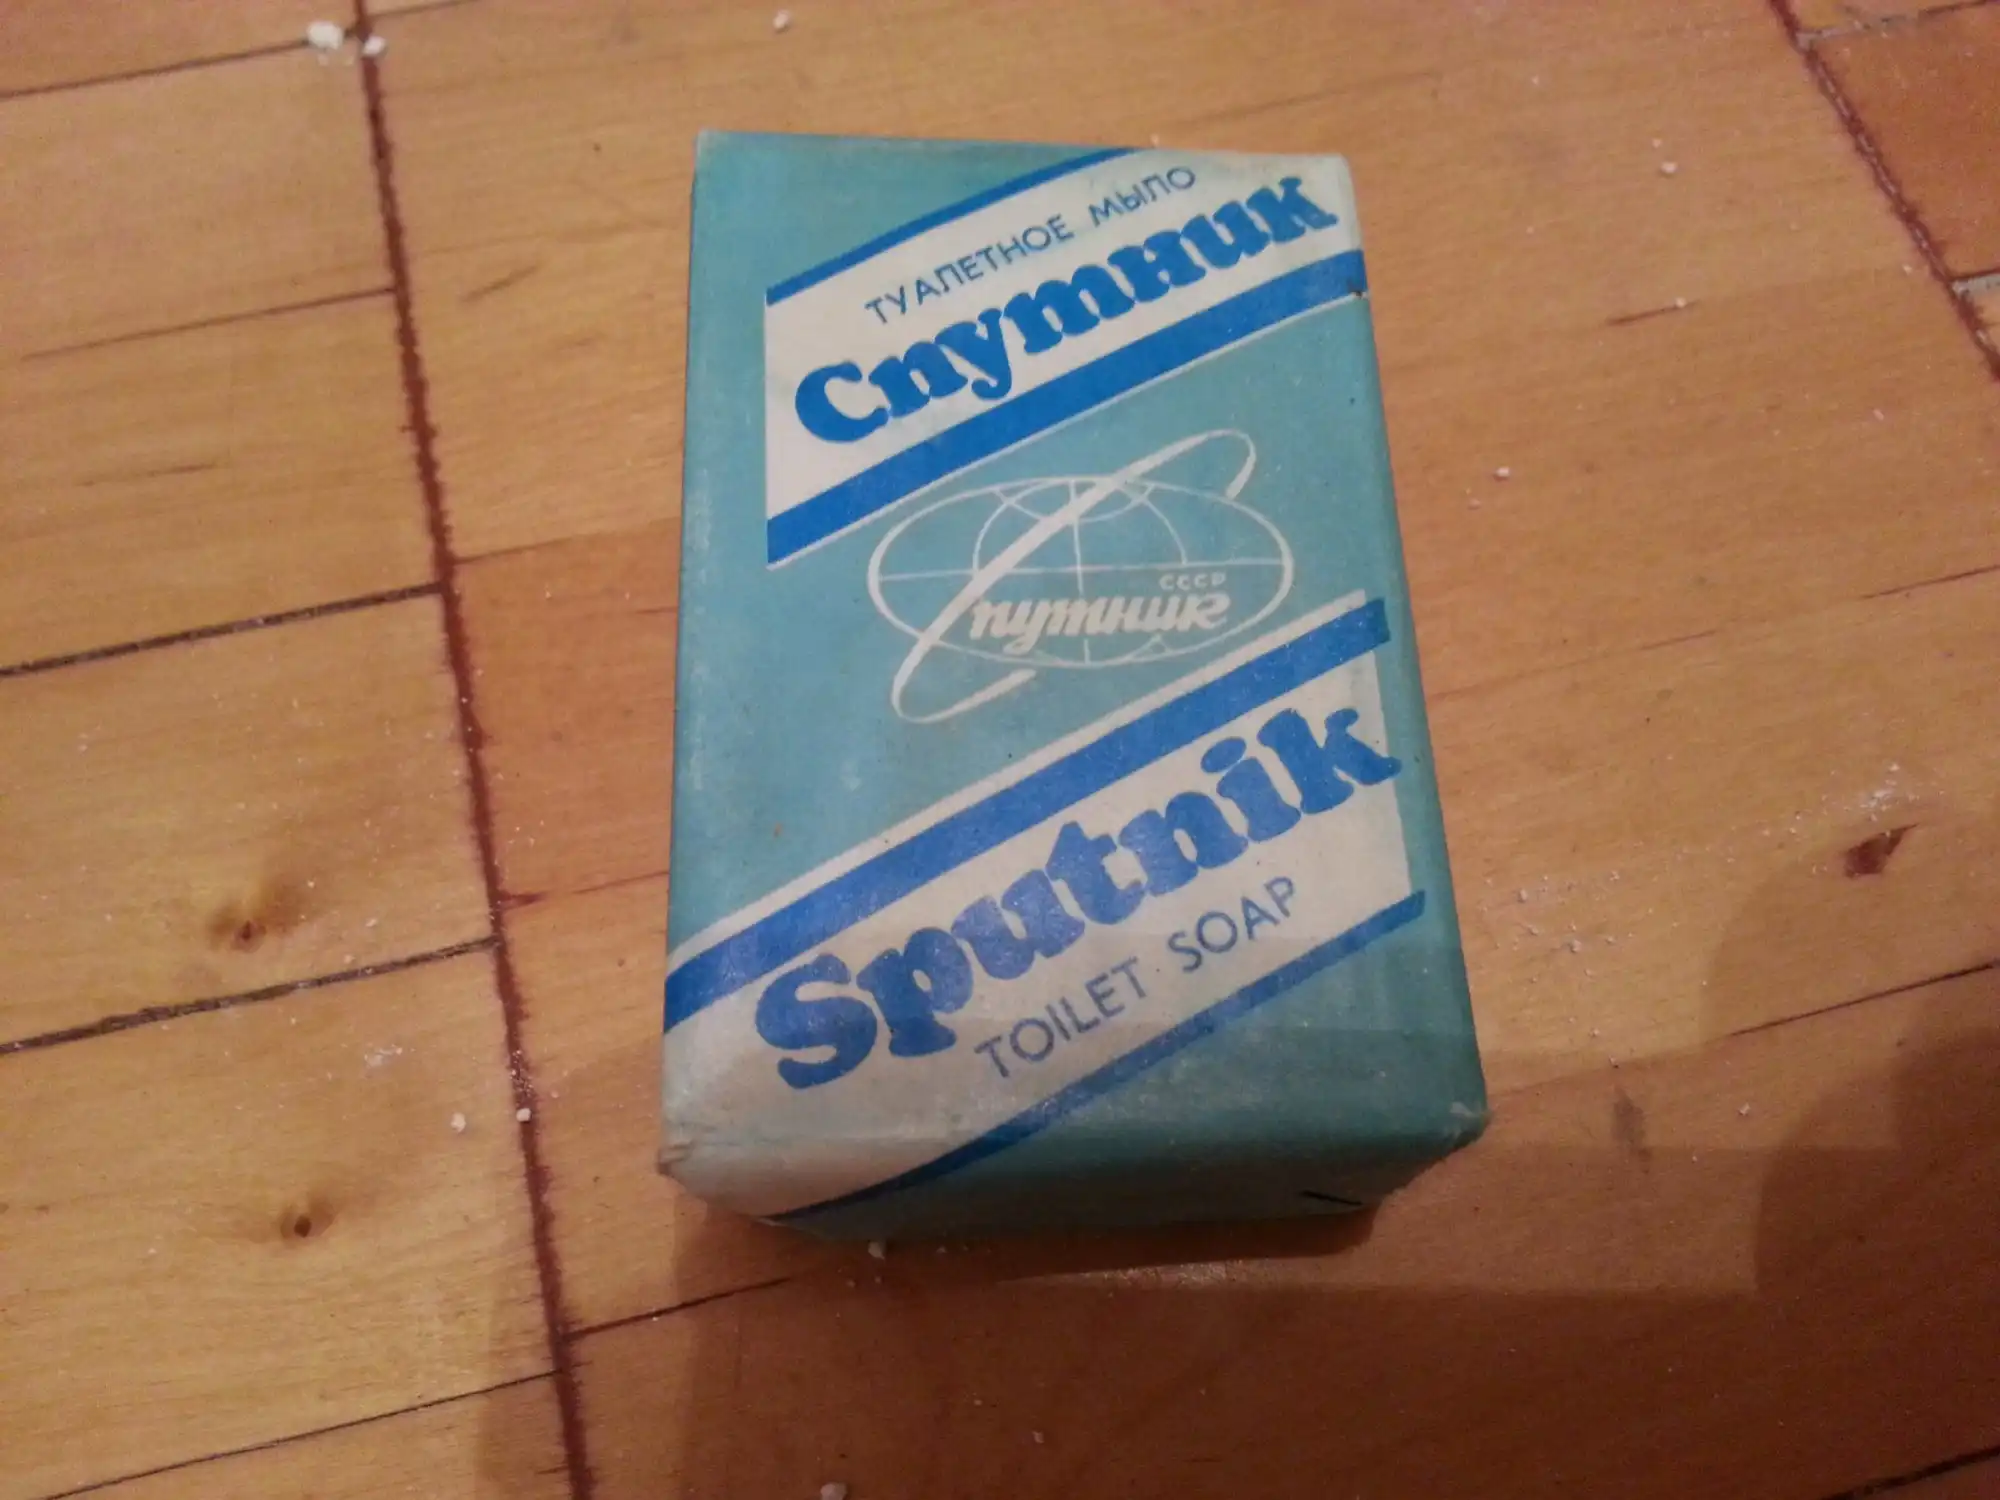 ТУАЛЕТНОЕ МЫЛО
Спутник
СССР
Спутник
Sputnik
TOILET SOAP